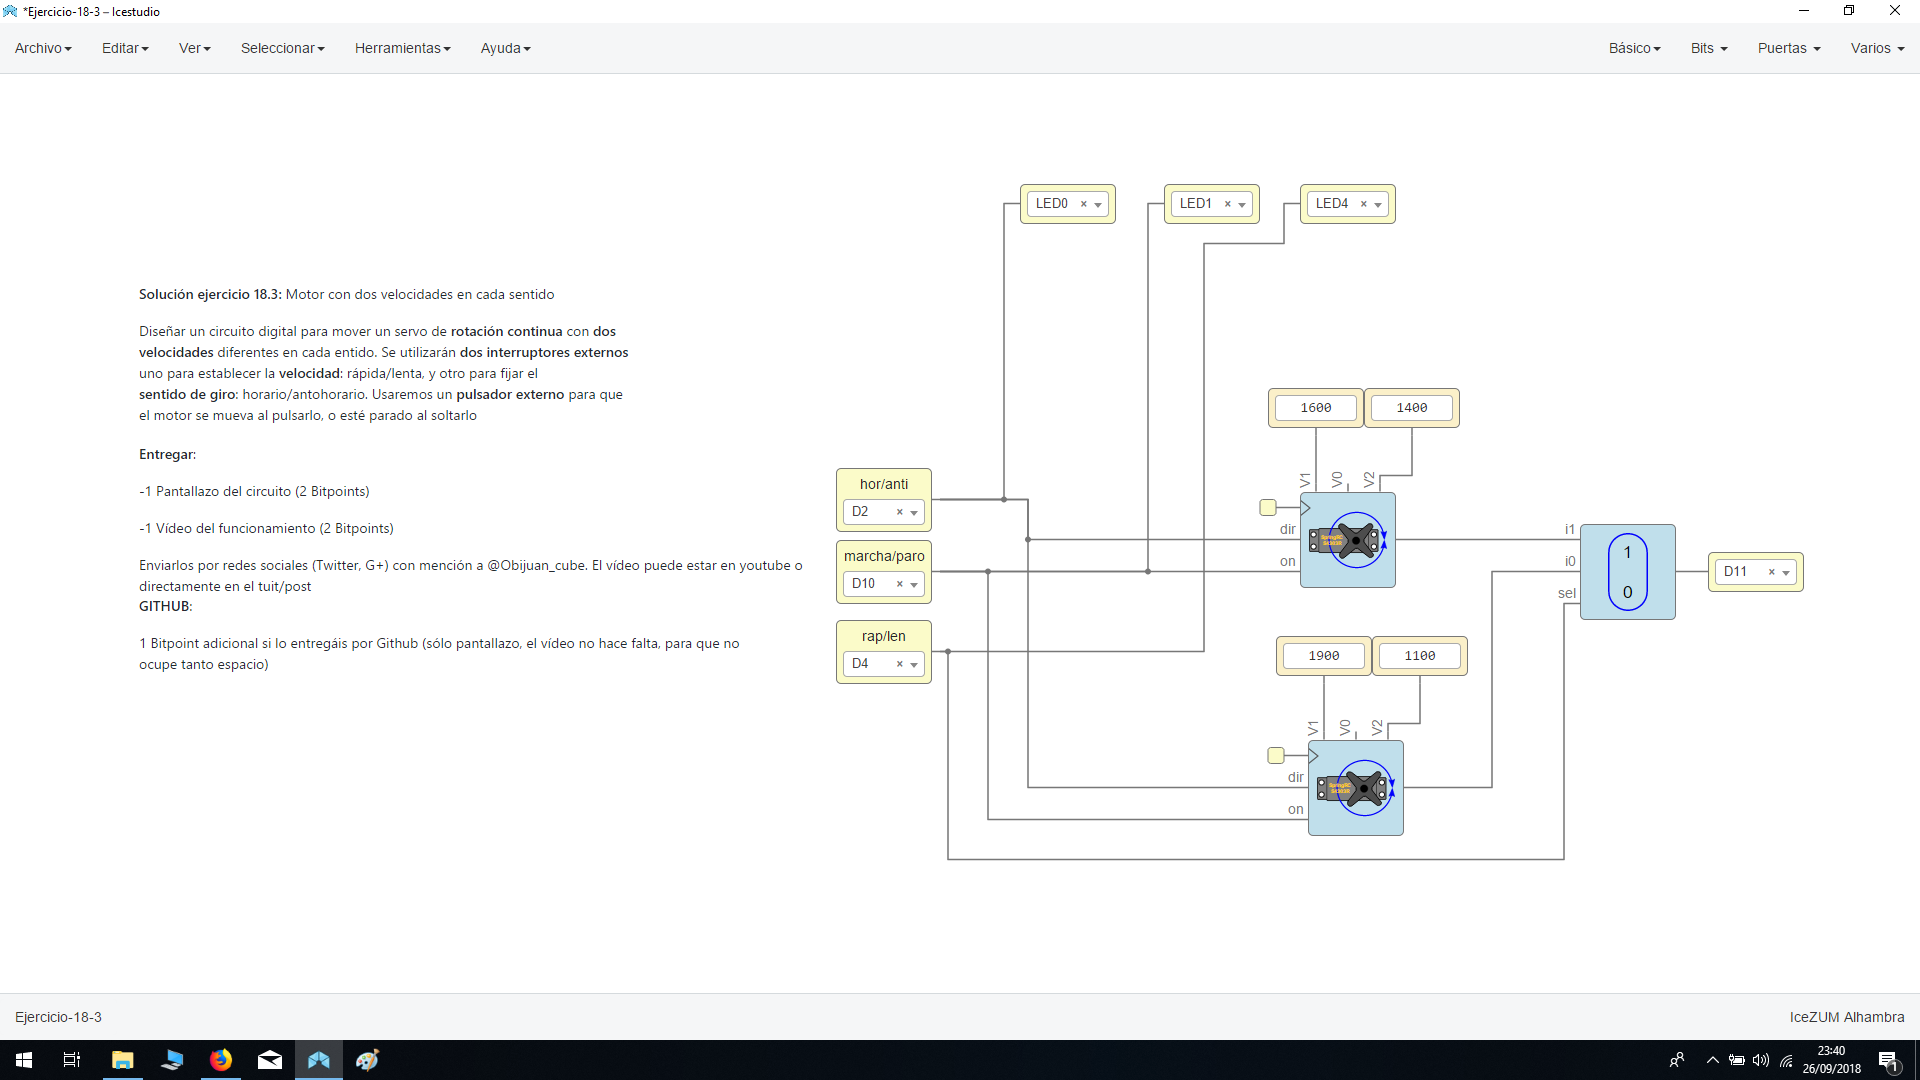 *Ejercicio-18-3 – Icestudio
Archivo Editar Ver Seleccionar Herramientas Ayuda Básico Bits Puertas Varios
LED0 × LED1 × LED4 ×
Solución ejercicio 18.3: Motor con dos velocidades en cada sentido
Diseñar un circuito digital para mover un servo de rotación continua con dos
velocidades diferentes en cada entido. Se utilizarán dos interruptores externos
uno para establecer la velocidad: rápida/lenta, y otro para fijar el
sentido de giro: horario/antohorario. Usaremos un pulsador externo para que
el motor se mueva al pulsarlo, o esté parado al soltarlo
Entregar:
-1 Pantallazo del circuito (2 Bitpoints)
-1 Vídeo del funcionamiento (2 Bitpoints)
Enviarlos por redes sociales (Twitter, G+) con mención a @Obijuan_cube. El vídeo puede estar en youtube o
directamente en el tuit/post
GITHUB:
1 Bitpoint adicional si lo entregáis por Github (sólo pantallazo, el vídeo no hace falta, para que no
ocupe tanto espacio)
hor/anti
D2 ×
marcha/paro
D10 ×
rap/len
D4 ×
1600 1400
V1 V0 V2
dir
on
1900 1100
V1 V0 V2
dir
on
i1
i0
sel
1
0
D11 ×
Ejercicio-18-3 IceZUM Alhambra
23:40
26/09/2018
1